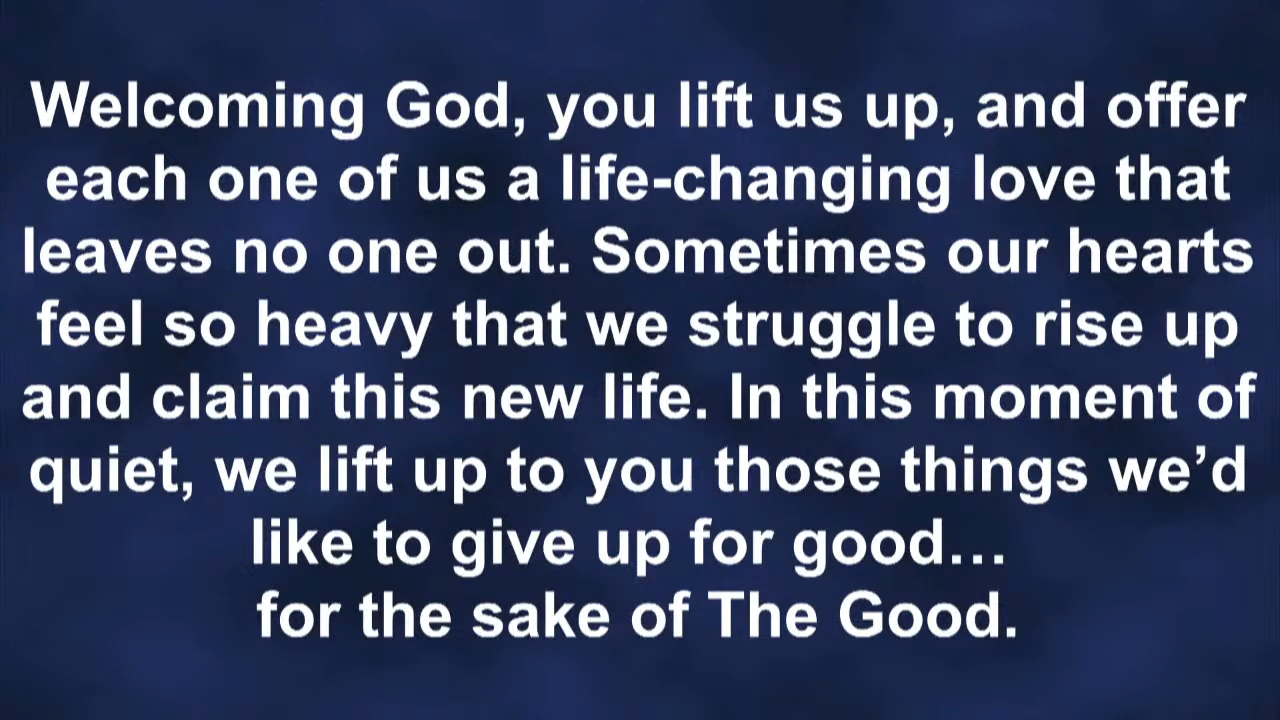 Welcoming God, you lift us up, and offer
each one of us a life-changing love that
leaves no one out. Sometimes our hearts
feel so heavy that we struggle to rise up
and claim this new life. In this moment of
quiet, we lift up to you those things we’d
like to give up for good…
for the sake of The Good.